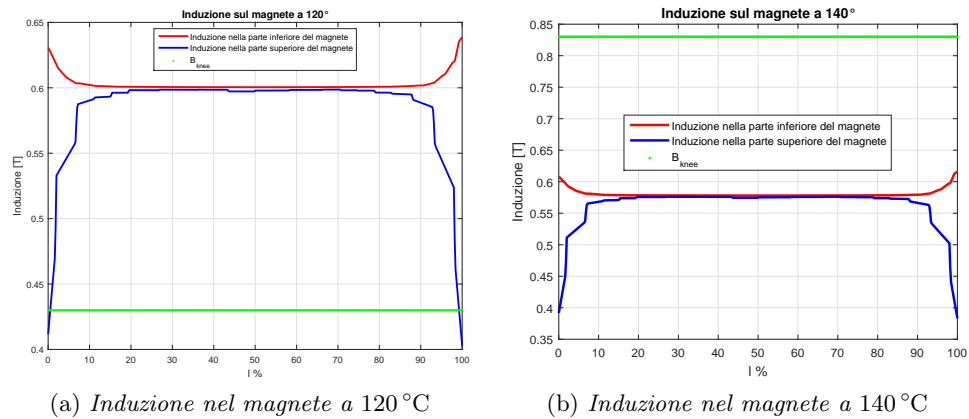 Induzione sul magnete a 120°
Induzione nella parte inferiore del magnete
Induzione nella parte superiore del magnete
B_knee
Induzione [T]
0.65
0.6
0.55
0.5
0.45
0.4
0 10 20 30 40 50 60 70 80 90 100
l %
(a) Induzione nel magnete a 120 °C
Induzione sul magnete a 140°
Induzione nella parte inferiore del magnete
Induzione nella parte superiore del magnete
B_knee
Induzione [T]
0.85
0.8
0.75
0.7
0.65
0.6
0.55
0.5
0.45
0.4
0.35
0 10 20 30 40 50 60 70 80 90 100
l %
(b) Induzione nel magnete a 140 °C